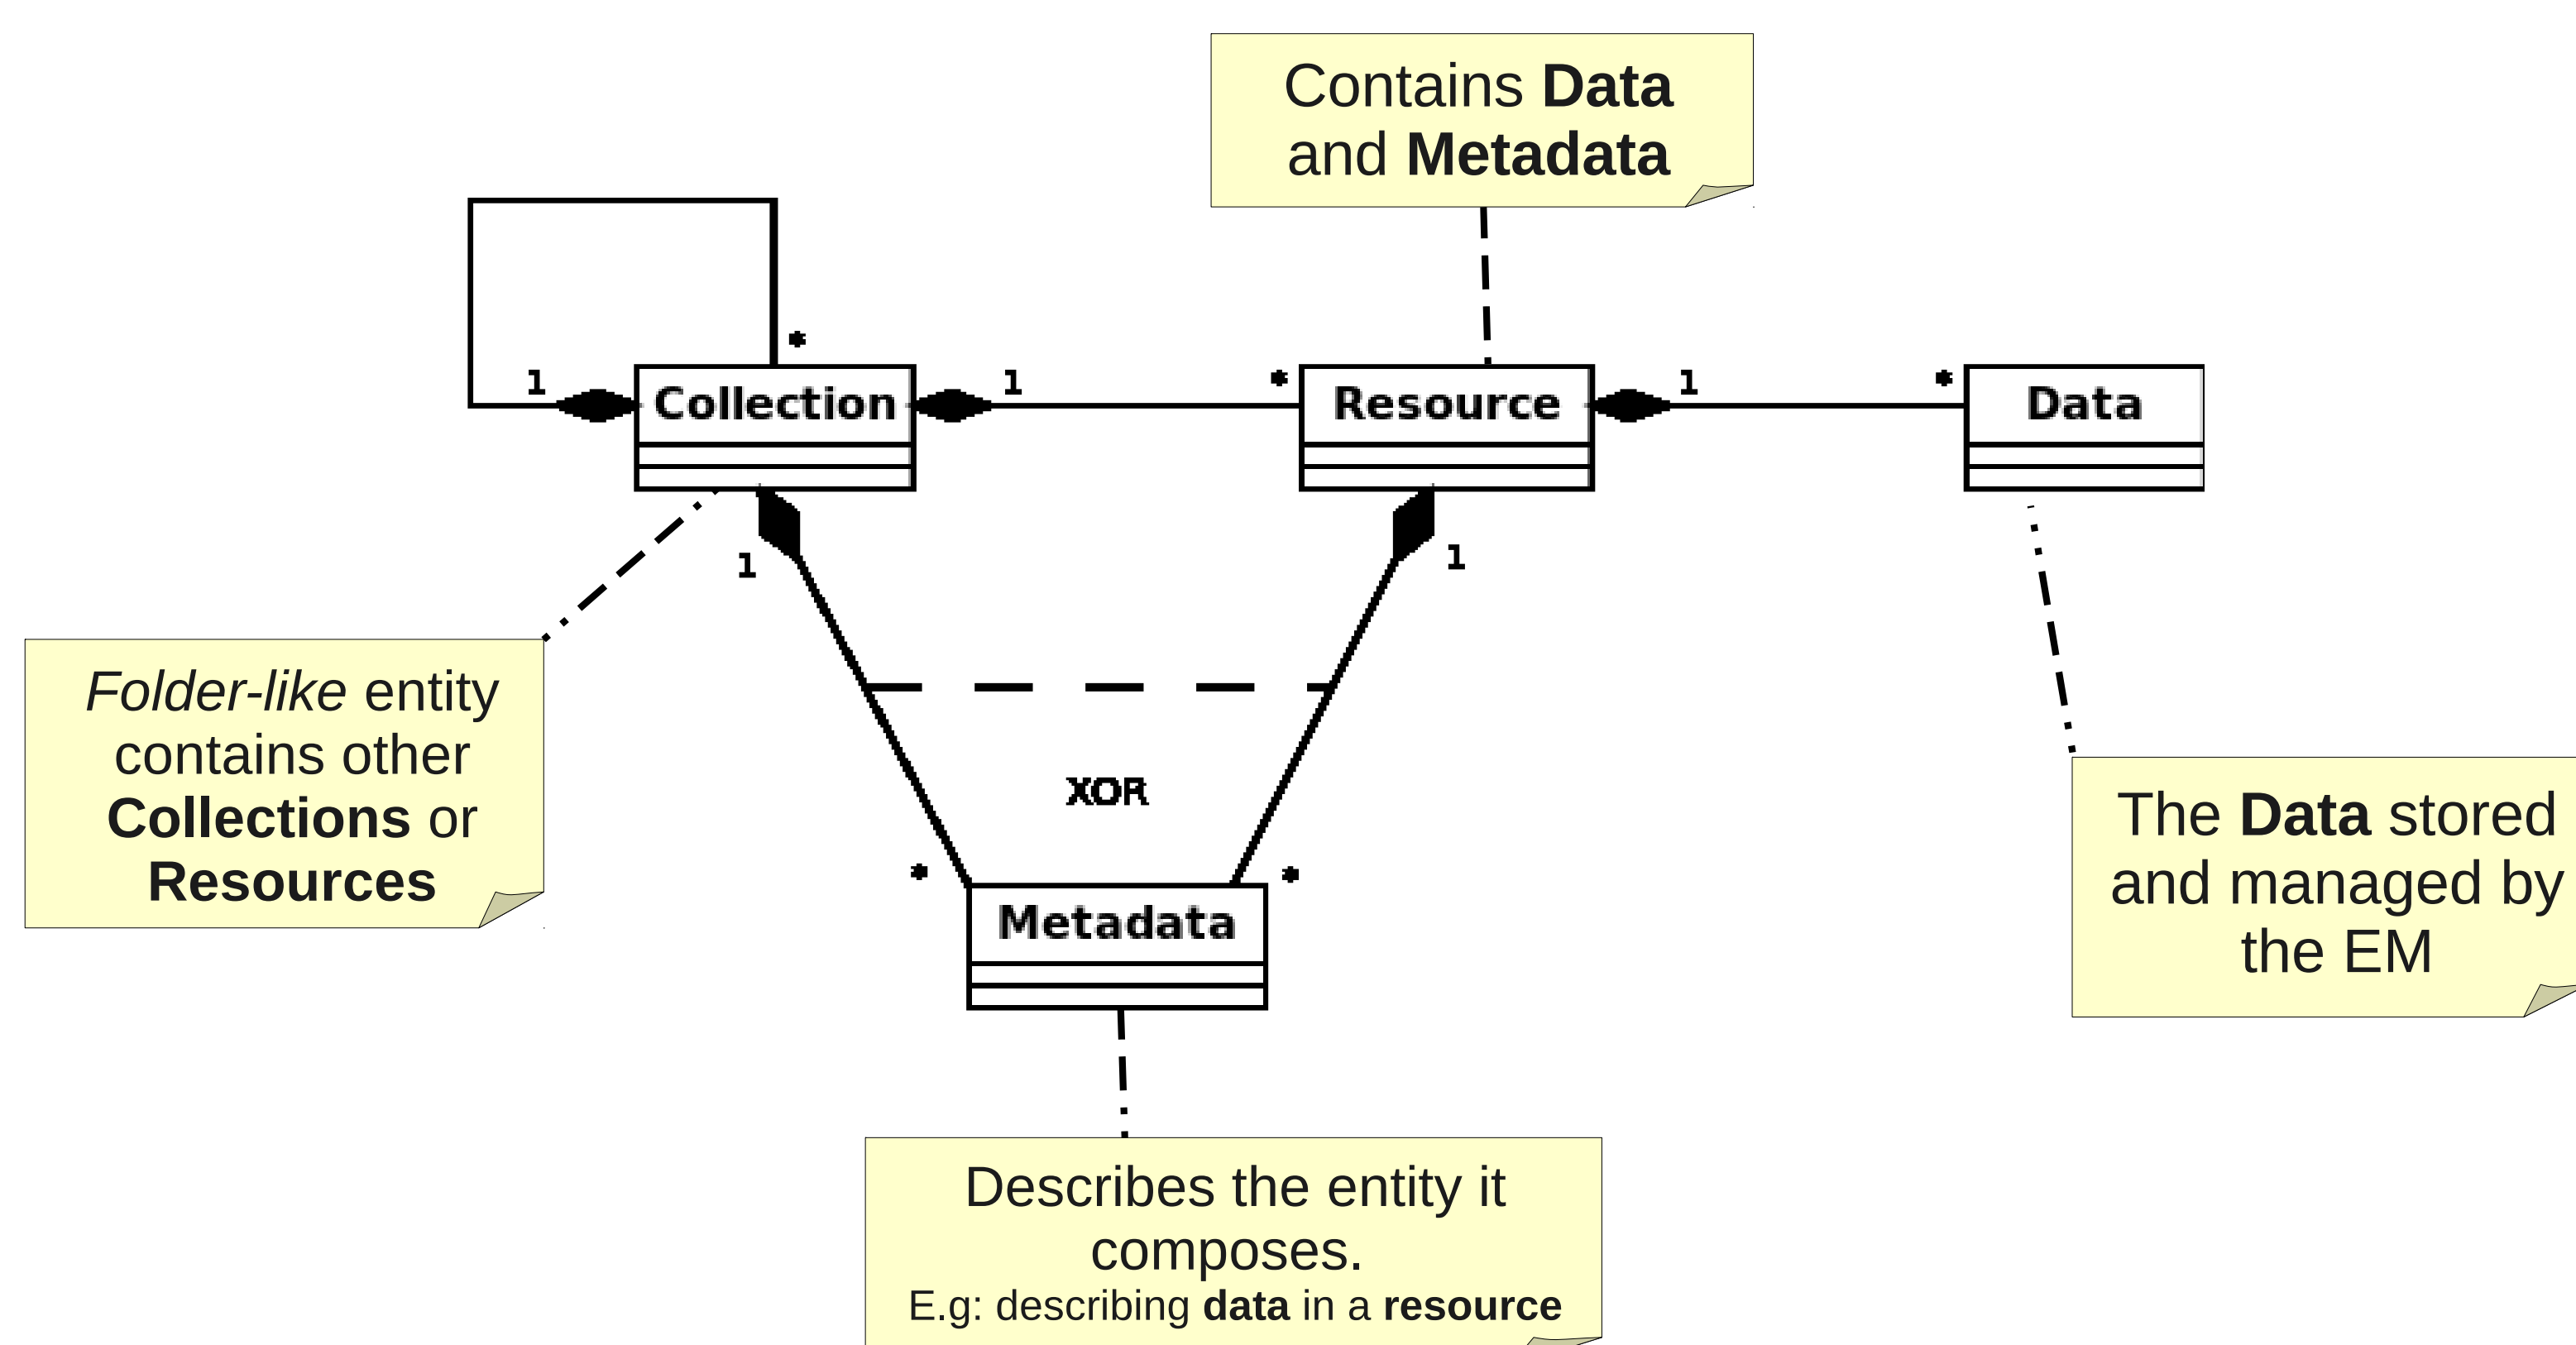 Contains Data
and Metadata
*
1
Collection
1
*
Resource
1
*
Data
1
1
Folder-like entity
contains other
Collections or
Resources
XOR
The Data stored
and managed by
the EM
*
*
Metadata
Describes the entity it
composes.
E.g: describing data in a resource